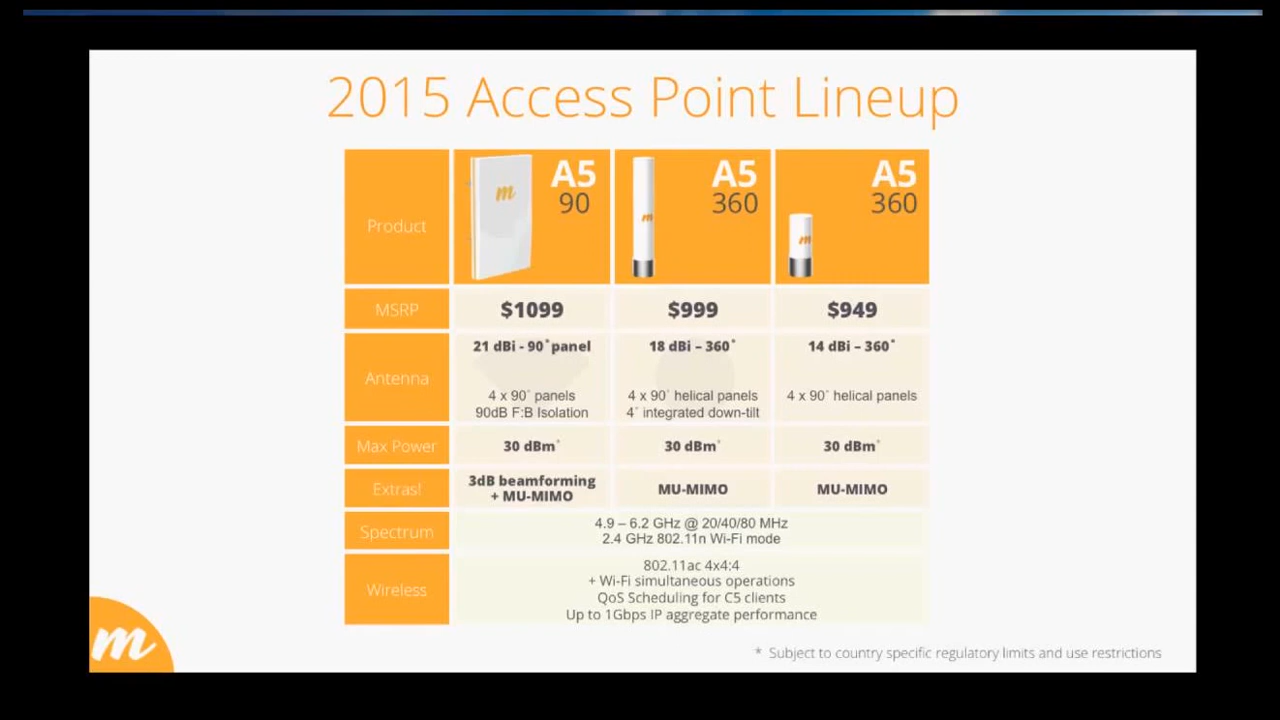 2015 Access Point Lineup
Product
m
A5
90
m
A5
360
m
A5
360
MSRP
$1099
$999
$949
Antenna
21 dBi - 90˚panel
4 x 90˚ panels
90dB F:B Isolation
18 dBi – 360˚
4 x 90˚ helical panels
4˚ integrated down-tilt
14 dBi – 360˚
4 x 90˚ helical panels
Max Power
30 dBm*
30 dBm*
30 dBm*
Extras!
3dB beamforming
+ MU-MIMO
MU-MIMO
MU-MIMO
Spectrum
4.9 – 6.2 GHz @ 20/40/80 MHz
2.4 GHz 802.11n Wi-Fi mode
Wireless
802.11ac 4x4:4
+ Wi-Fi simultaneous operations
QoS Scheduling for C5 clients
Up to 1Gbps IP aggregate performance
m
* Subject to country specific regulatory limits and use restrictions